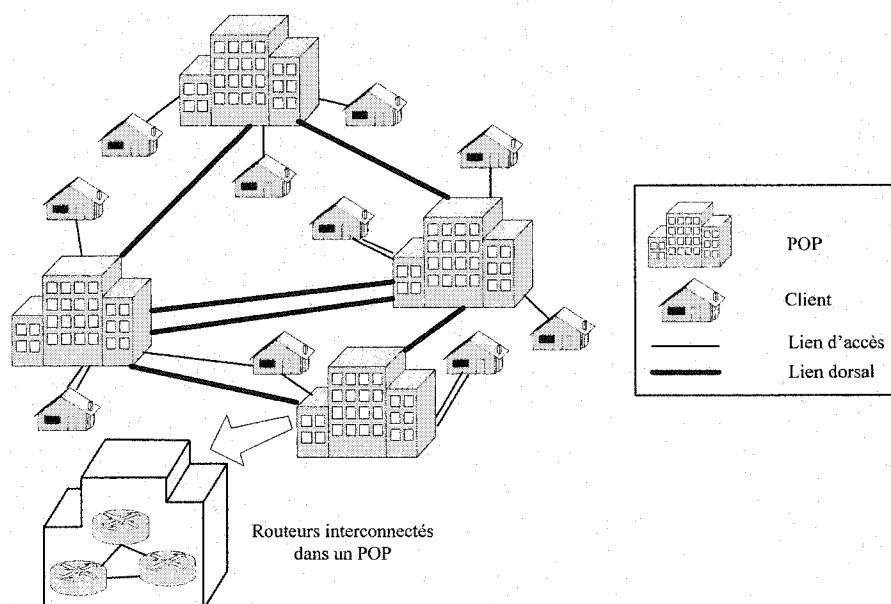 POP
Client
Lien d'accès
Lien dorsal
Routeurs interconnectés
dans un POP